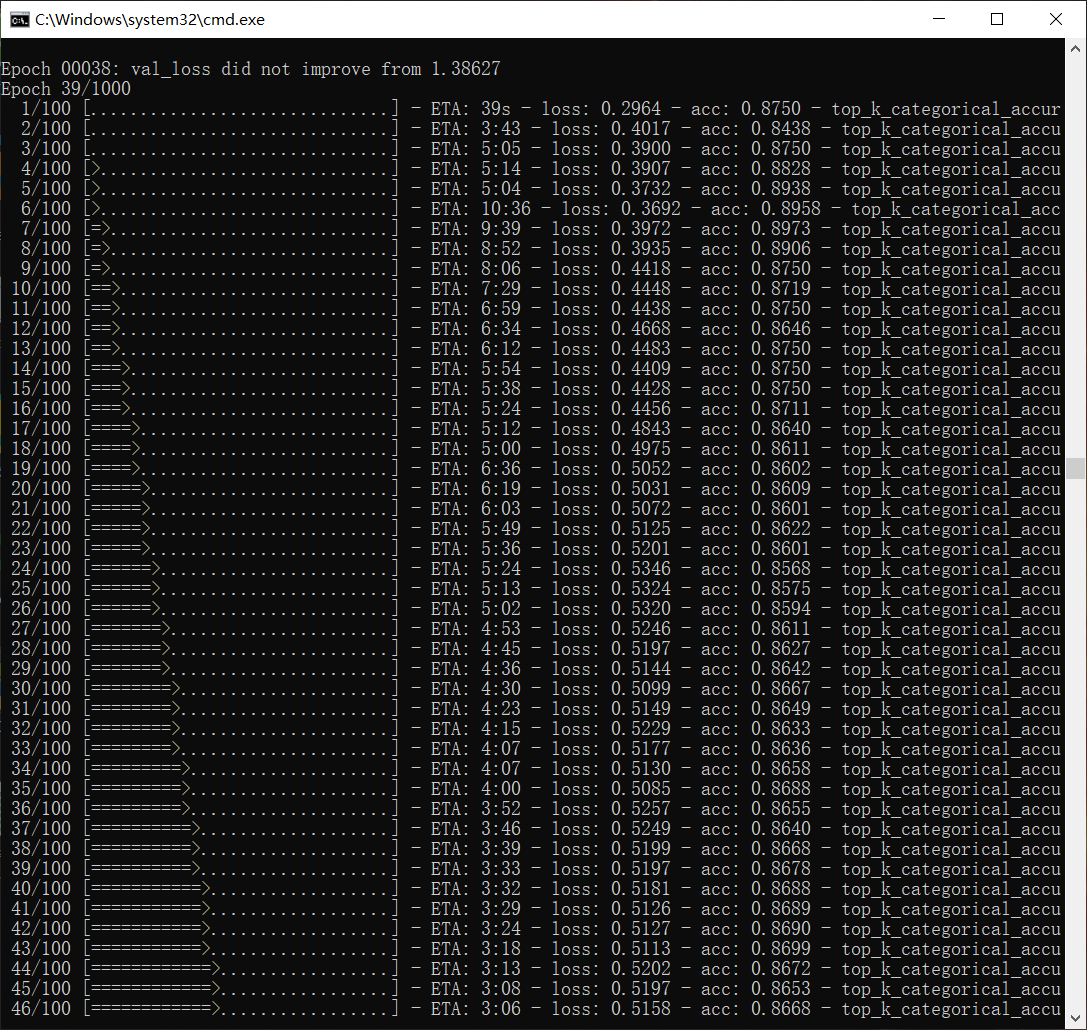 C:\Windows\system32\cmd.exe
Epoch 00038: val_loss did not improve from 1.38627
Epoch 39/1000
1/100 [..............................] - ETA: 39s - loss: 0.2964 - acc: 0.8750 - top_k_categorical_accur
2/100 [..............................] - ETA: 3:43 - loss: 0.4017 - acc: 0.8438 - top_k_categorical_accu
3/100 [..............................] - ETA: 5:05 - loss: 0.3900 - acc: 0.8750 - top_k_categorical_accu
4/100 [>.............................] - ETA: 5:14 - loss: 0.3907 - acc: 0.8828 - top_k_categorical_accu
5/100 [>.............................] - ETA: 5:04 - loss: 0.3732 - acc: 0.8938 - top_k_categorical_accu
6/100 [>.............................] - ETA: 10:36 - loss: 0.3692 - acc: 0.8958 - top_k_categorical_acc
7/100 [=>............................] - ETA: 9:39 - loss: 0.3972 - acc: 0.8973 - top_k_categorical_accu
8/100 [=>............................] - ETA: 8:52 - loss: 0.3935 - acc: 0.8906 - top_k_categorical_accu
9/100 [=>............................] - ETA: 8:06 - loss: 0.4418 - acc: 0.8750 - top_k_categorical_accu
10/100 [==>...........................] - ETA: 7:29 - loss: 0.4448 - acc: 0.8719 - top_k_categorical_accu
11/100 [==>...........................] - ETA: 6:59 - loss: 0.4438 - acc: 0.8750 - top_k_categorical_accu
12/100 [==>...........................] - ETA: 6:34 - loss: 0.4668 - acc: 0.8646 - top_k_categorical_accu
13/100 [==>...........................] - ETA: 6:12 - loss: 0.4483 - acc: 0.8750 - top_k_categorical_accu
14/100 [===>..........................] - ETA: 5:54 - loss: 0.4409 - acc: 0.8750 - top_k_categorical_accu
15/100 [===>..........................] - ETA: 5:38 - loss: 0.4428 - acc: 0.8750 - top_k_categorical_accu
16/100 [===>..........................] - ETA: 5:24 - loss: 0.4456 - acc: 0.8711 - top_k_categorical_accu
17/100 [====>.........................] - ETA: 5:12 - loss: 0.4843 - acc: 0.8640 - top_k_categorical_accu
18/100 [====>.........................] - ETA: 5:00 - loss: 0.4975 - acc: 0.8611 - top_k_categorical_accu
19/100 [====>.........................] - ETA: 6:36 - loss: 0.5052 - acc: 0.8602 - top_k_categorical_accu
20/100 [=====>........................] - ETA: 6:19 - loss: 0.5031 - acc: 0.8609 - top_k_categorical_accu
21/100 [=====>........................] - ETA: 6:03 - loss: 0.5072 - acc: 0.8601 - top_k_categorical_accu
22/100 [=====>........................] - ETA: 5:49 - loss: 0.5125 - acc: 0.8622 - top_k_categorical_accu
23/100 [=====>........................] - ETA: 5:36 - loss: 0.5201 - acc: 0.8601 - top_k_categorical_accu
24/100 [======>.......................] - ETA: 5:24 - loss: 0.5346 - acc: 0.8568 - top_k_categorical_accu
25/100 [======>.......................] - ETA: 5:13 - loss: 0.5324 - acc: 0.8575 - top_k_categorical_accu
26/100 [======>.......................] - ETA: 5:02 - loss: 0.5320 - acc: 0.8594 - top_k_categorical_accu
27/100 [=======>......................] - ETA: 4:53 - loss: 0.5246 - acc: 0.8611 - top_k_categorical_accu
28/100 [=======>......................] - ETA: 4:45 - loss: 0.5197 - acc: 0.8627 - top_k_categorical_accu
29/100 [=======>......................] - ETA: 4:36 - loss: 0.5144 - acc: 0.8642 - top_k_categorical_accu
30/100 [========>.....................] - ETA: 4:30 - loss: 0.5099 - acc: 0.8667 - top_k_categorical_accu
31/100 [========>.....................] - ETA: 4:23 - loss: 0.5149 - acc: 0.8649 - top_k_categorical_accu
32/100 [========>.....................] - ETA: 4:15 - loss: 0.5229 - acc: 0.8633 - top_k_categorical_accu
33/100 [========>.....................] - ETA: 4:07 - loss: 0.5177 - acc: 0.8636 - top_k_categorical_accu
34/100 [=========>....................] - ETA: 4:07 - loss: 0.5130 - acc: 0.8658 - top_k_categorical_accu
35/100 [=========>....................] - ETA: 4:00 - loss: 0.5085 - acc: 0.8688 - top_k_categorical_accu
36/100 [=========>....................] - ETA: 3:52 - loss: 0.5257 - acc: 0.8655 - top_k_categorical_accu
37/100 [==========>...................] - ETA: 3:46 - loss: 0.5249 - acc: 0.8640 - top_k_categorical_accu
38/100 [==========>...................] - ETA: 3:39 - loss: 0.5199 - acc: 0.8668 - top_k_categorical_accu
39/100 [==========>...................] - ETA: 3:33 - loss: 0.5197 - acc: 0.8678 - top_k_categorical_accu
40/100 [===========>..................] - ETA: 3:32 - loss: 0.5181 - acc: 0.8688 - top_k_categorical_accu
41/100 [===========>..................] - ETA: 3:29 - loss: 0.5126 - acc: 0.8689 - top_k_categorical_accu
42/100 [===========>..................] - ETA: 3:24 - loss: 0.5127 - acc: 0.8690 - top_k_categorical_accu
43/100 [===========>..................] - ETA: 3:18 - loss: 0.5113 - acc: 0.8699 - top_k_categorical_accu
44/100 [============>.................] - ETA: 3:13 - loss: 0.5202 - acc: 0.8672 - top_k_categorical_accu
45/100 [============>.................] - ETA: 3:08 - loss: 0.5197 - acc: 0.8653 - top_k_categorical_accu
46/100 [============>.................] - ETA: 3:06 - loss: 0.5158 - acc: 0.8668 - top_k_categorical_accu